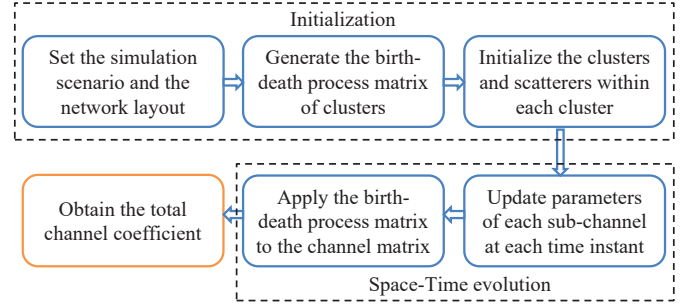 Initialization
Set the simulation
scenario and the
network layout
Generate the birth-
death process matrix
of clusters
Initialize the clusters
and scatterers within
each cluster
Obtain the total
channel coefficient
Apply the birth-
death process matrix
to the channel matrix
Update parameters
of each sub-channel
at each time instant
Space-Time evolution